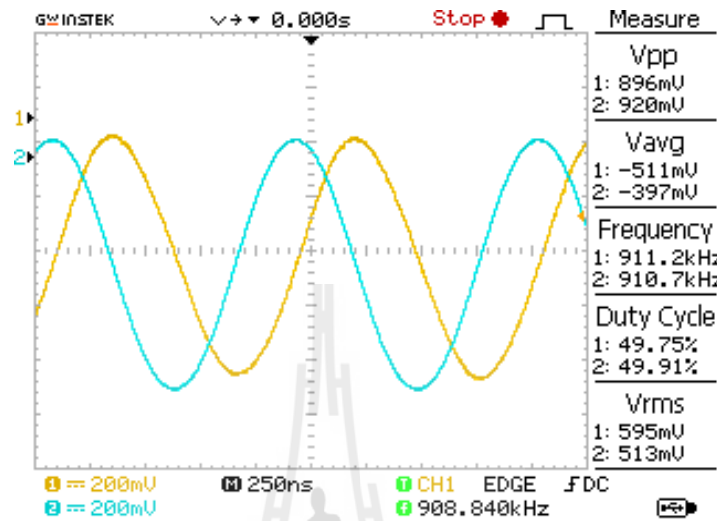 GWINSTEK 0.000s Stop Measure
Vpp
1: 896mV
2: 920mV
Vavg
1: -511mV
2: -397mV
Frequency
1: 911.2kHz
2: 910.7kHz
Duty Cycle
1: 49.75%
2: 49.91%
Vrms
1: 595mV
2: 513mV
1
2
1 200mV M 250ns T CH1 EDGE DC
2 200mV f 908.840kHz